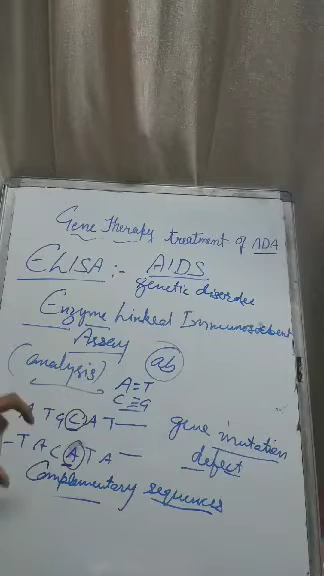 Gene Therapy treatment of ADA
ELISA :- AIDS
genetic disorder
Enzyme Linked Immunosorbent
Assay
(analysis) ab
A=T
C≡G
A T G C A T — gene mutation
– T A C A T A — defect
Complementary sequences